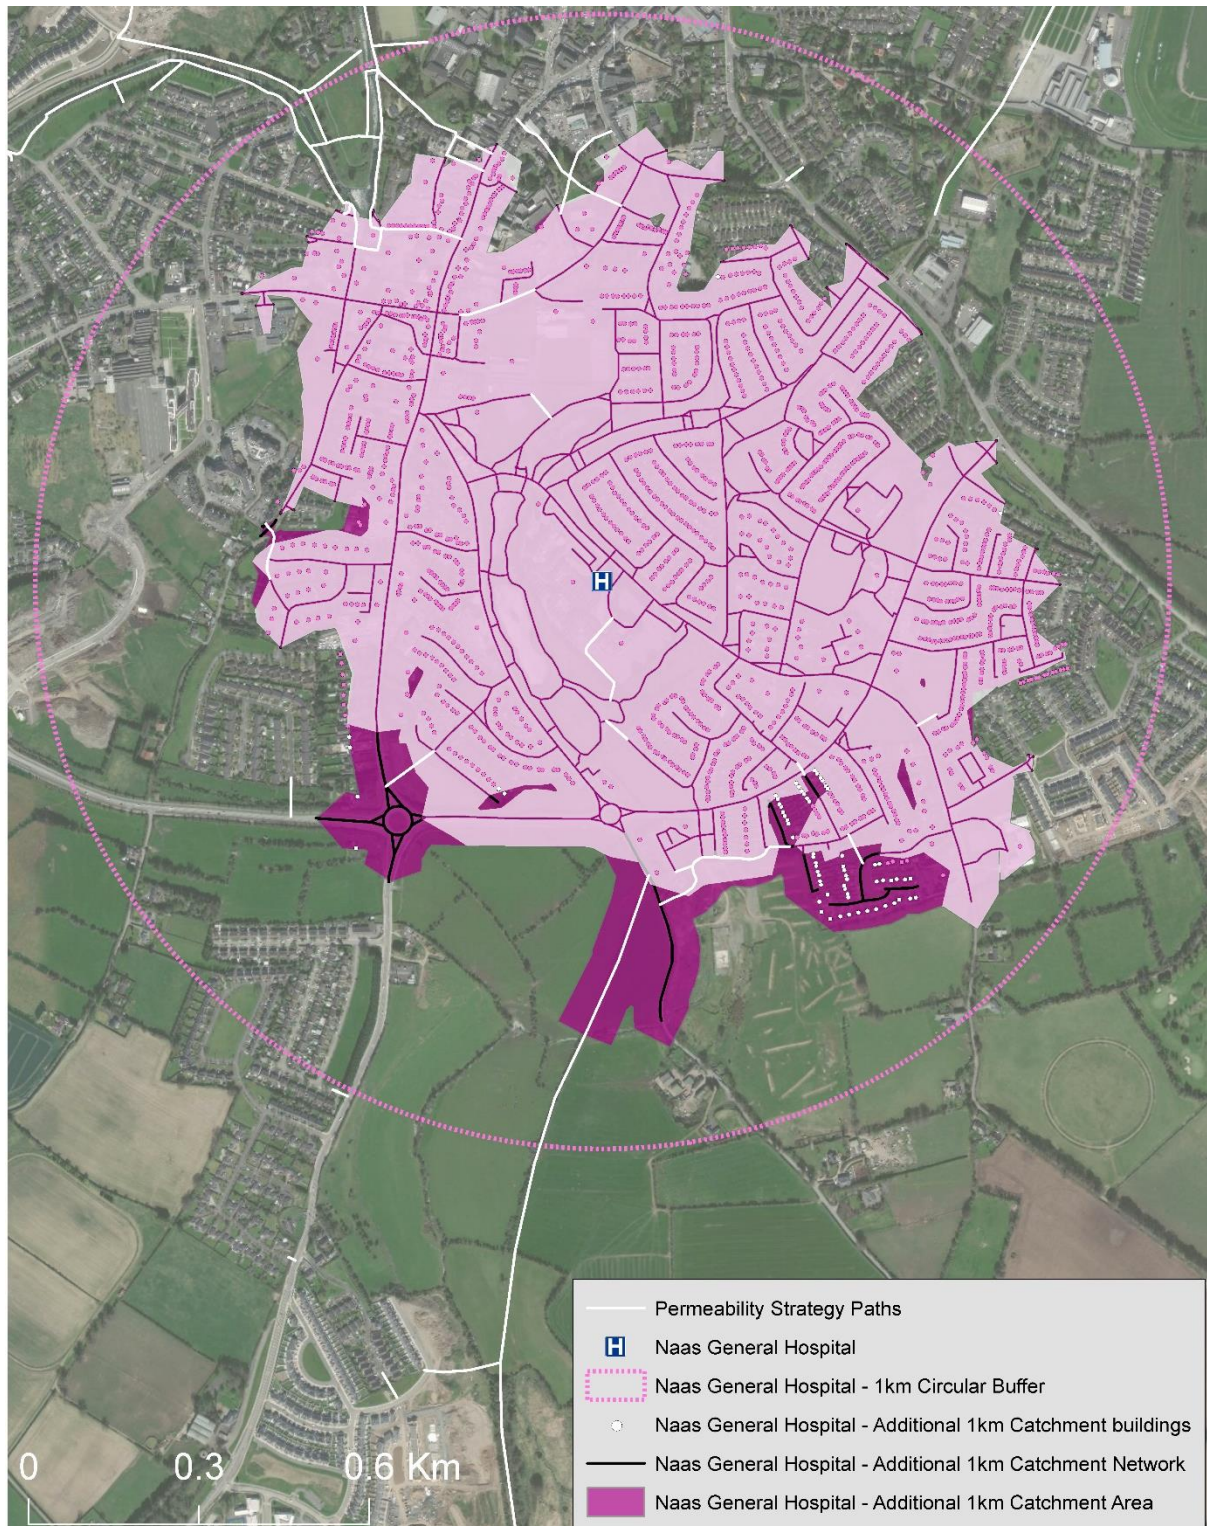 H
0
0.3
0.6 Km
Permeability Strategy Paths
H
Naas General Hospital
Naas General Hospital - 1km Circular Buffer
Naas General Hospital - Additional 1km Catchment buildings
Naas General Hospital - Additional 1km Catchment Network
Naas General Hospital - Additional 1km Catchment Area